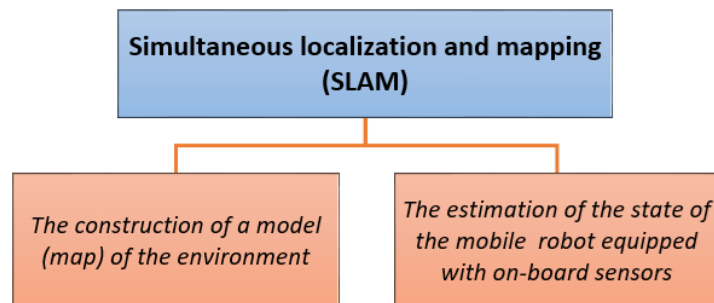 Simultaneous localization and mapping
(SLAM)
The construction of a model
(map) of the environment
The estimation of the state of
the mobile robot equipped
with on-board sensors